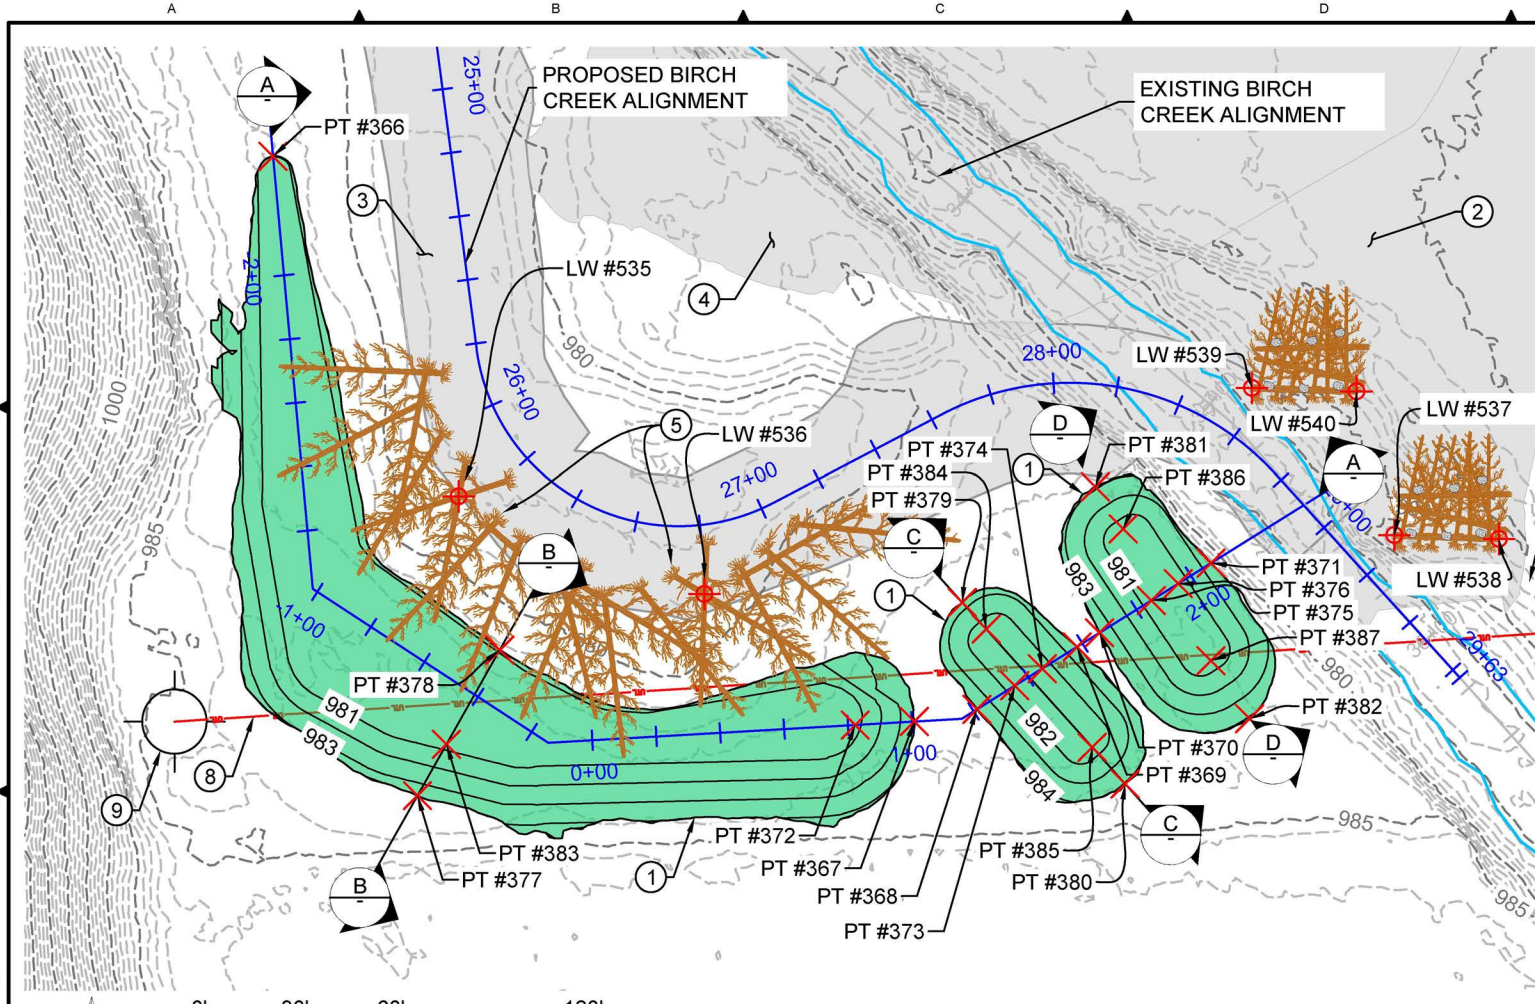 A
B
C
D
A
-
PT #366
25+00
PROPOSED BIRCH
CREEK ALIGNMENT
EXISTING BIRCH
CREEK ALIGNMENT
3
2
LW #535
4
2+00
980
26+00
28+00
LW #539
LW #540
LW #537
1000
5
LW #536
PT #374
D
-
PT #381
A
-
PT #384
1
PT #386
27+00
PT #379
985
C
-
B
-
983
981
LW #538
PT #371
PT #376
1
2+00
PT #375
1+00
PT #387
29+63
PT #378
980
981
983
982
PT #382
PT #370
D
-
1+00
0+00
PT #369
8
984
9
985
PT #372
C
-
PT #383
PT #385
PT #367
PT #377
1
PT #380
B
-
PT #368
985
PT #373